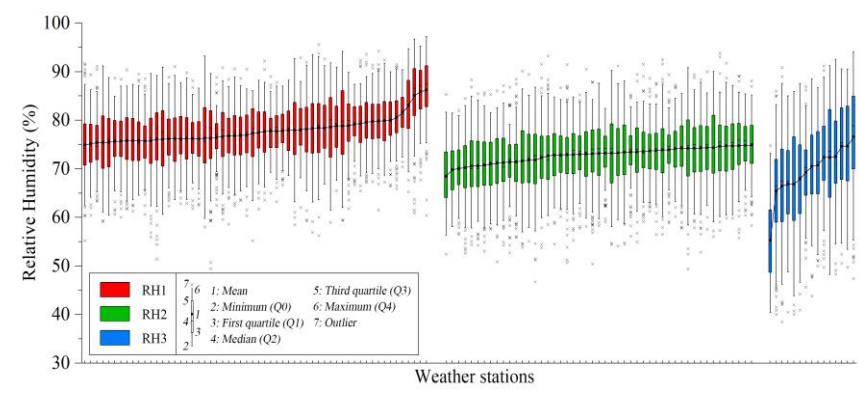 100
90
80
70
60
50
40
30
Relative Humidity (%)
RH1
RH2
RH3
7 6
5
1
4
3
2
1: Mean
2: Minimum (Q0)
3: First quartile (Q1)
4: Median (Q2)
5: Third quartile (Q3)
6: Maximum (Q4)
7: Outlier
Weather stations